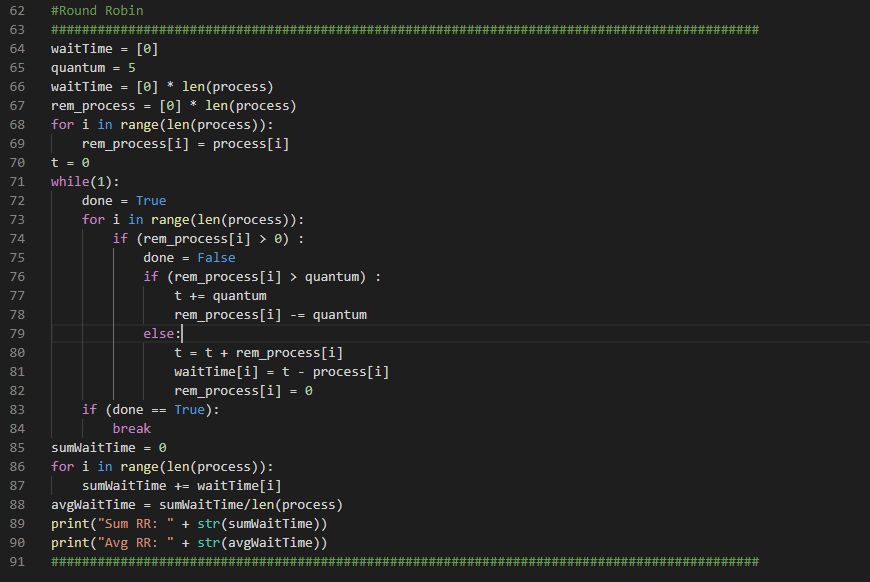 62 #Round Robin
63 ############################################################################################
64 waitTime = [0]
65 quantum = 5
66 waitTime = [0] * len(process)
67 rem_process = [0] * len(process)
68 for i in range(len(process)):
69     rem_process[i] = process[i]
70 t = 0
71 while(1):
72     done = True
73     for i in range(len(process)):
74         if (rem_process[i] > 0) :
75             done = False
76             if (rem_process[i] > quantum) :
77                 t += quantum
78                 rem_process[i] -= quantum
79             else:
80                 t = t + rem_process[i]
81                 waitTime[i] = t - process[i]
82                 rem_process[i] = 0
83     if (done == True):
84         break
85 sumWaitTime = 0
86 for i in range(len(process)):
87     sumWaitTime += waitTime[i]
88 avgWaitTime = sumWaitTime/len(process)
89 print("Sum RR: " + str(sumWaitTime))
90 print("Avg RR: " + str(avgWaitTime))
91 ############################################################################################